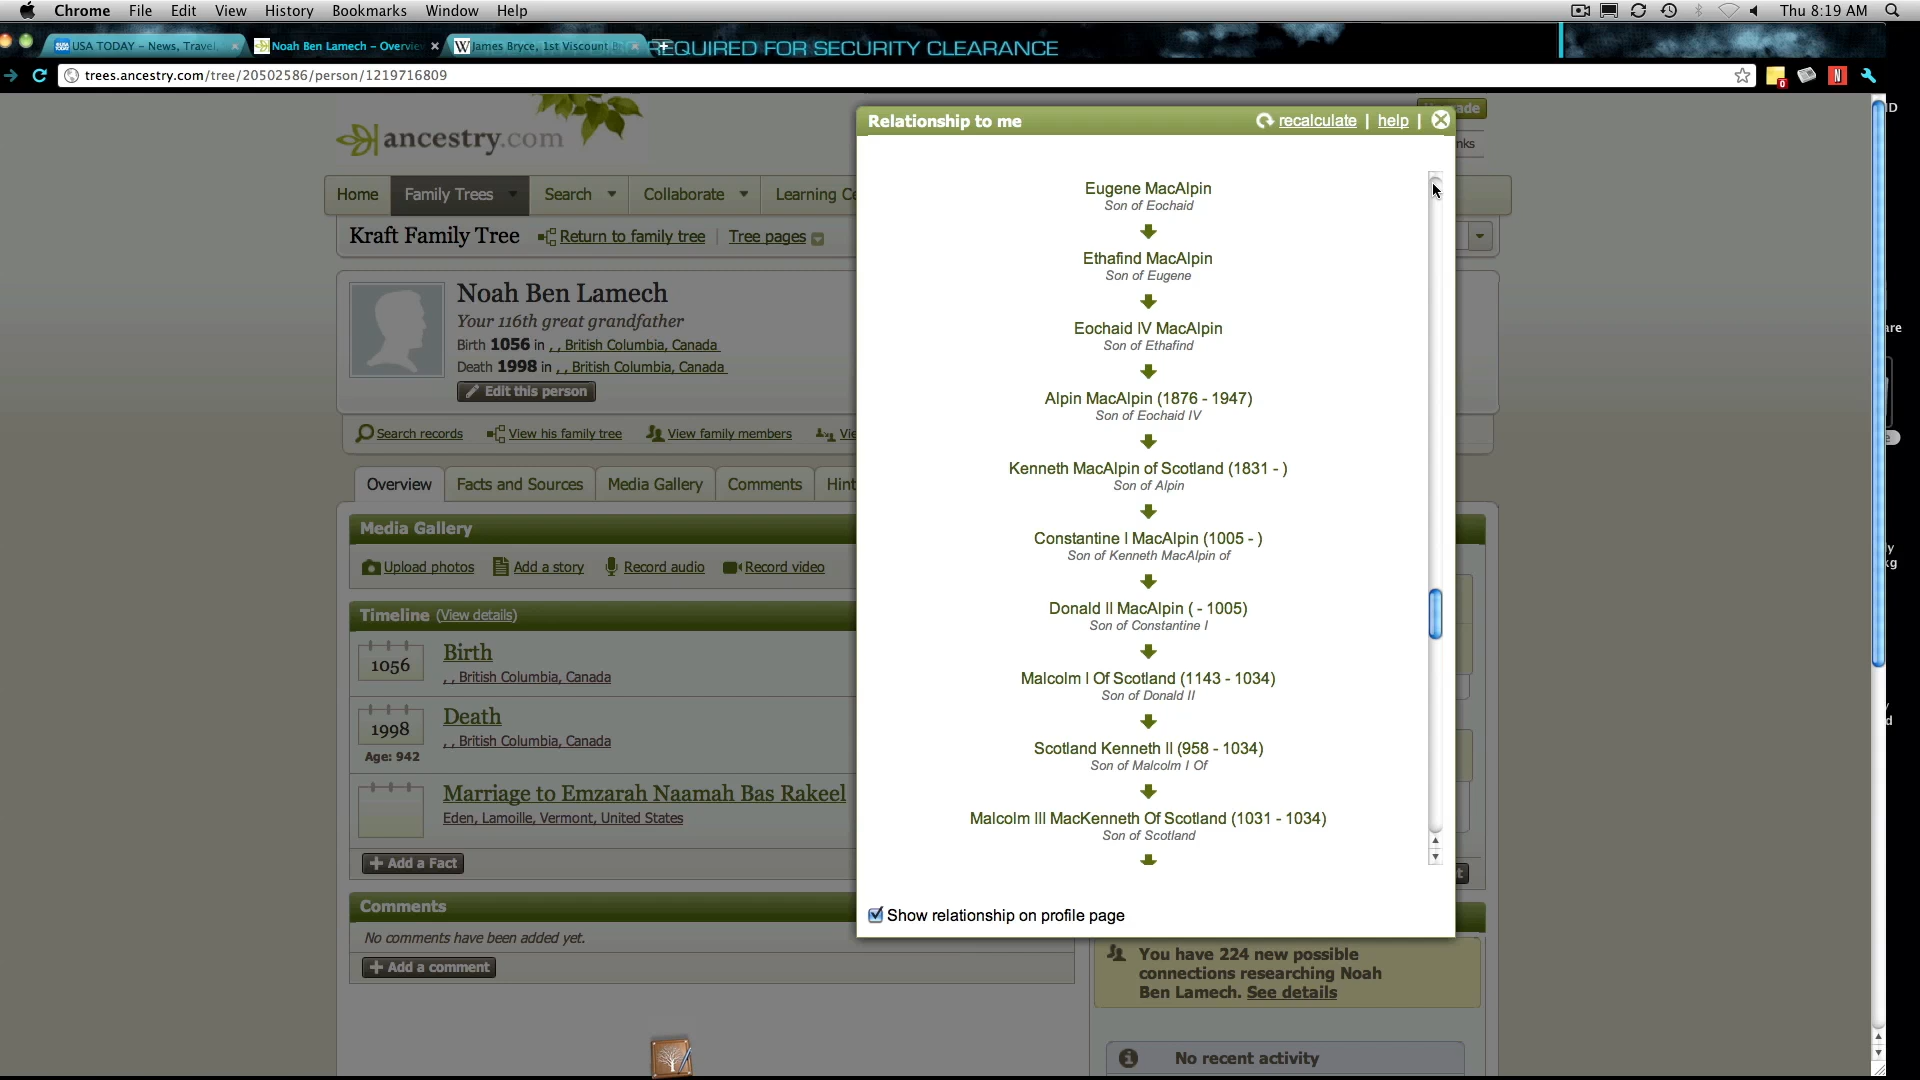 Chrome File Edit View History Bookmarks Window Help Thu 8:19 AM
USA TODAY – News, Travel, Noah Ben Lamech – Overvie James Bryce, 1st Viscount REQUIRED FOR SECURITY CLEARANCE
trees.ancestry.com/tree/20502586/person/1219716809
ancestry.com
Home Family Trees Search Collaborate Learning Ce
Kraft Family Tree Return to family tree | Tree pages
Noah Ben Lamech
Your 116th great grandfather
Birth 1056 in , , British Columbia, Canada
Death 1998 in , , British Columbia, Canada
Edit this person
Search records View his family tree View family members Vie
Overview Facts and Sources Media Gallery Comments Hint
Media Gallery
Upload photos Add a story Record audio Record video
Timeline (View details)
1056 Birth
, , British Columbia, Canada
1998 Death
, , British Columbia, Canada
Age: 942
Marriage to Emzarah Naamah Bas Rakeel
Eden, Lamoille, Vermont, United States
+ Add a Fact
Comments
No comments have been added yet.
+ Add a comment
Relationship to me recalculate | help |
Eugene MacAlpin
Son of Eochaid
Ethafind MacAlpin
Son of Eugene
Eochaid IV MacAlpin
Son of Ethafind
Alpin MacAlpin (1876 - 1947)
Son of Eochaid IV
Kenneth MacAlpin of Scotland (1831 - )
Son of Alpin
Constantine I MacAlpin (1005 - )
Son of Kenneth MacAlpin of
Donald II MacAlpin ( - 1005)
Son of Constantine I
Malcolm I Of Scotland (1143 - 1034)
Son of Donald II
Scotland Kenneth II (958 - 1034)
Son of Malcolm I Of
Malcolm III MacKenneth Of Scotland (1031 - 1034)
Son of Scotland
Show relationship on profile page
You have 224 new possible
connections researching Noah
Ben Lamech. See details
No recent activity